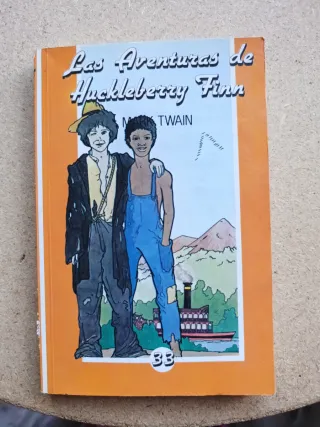 Las Aventuras de
Huckleberry Finn
MARK TWAIN
33